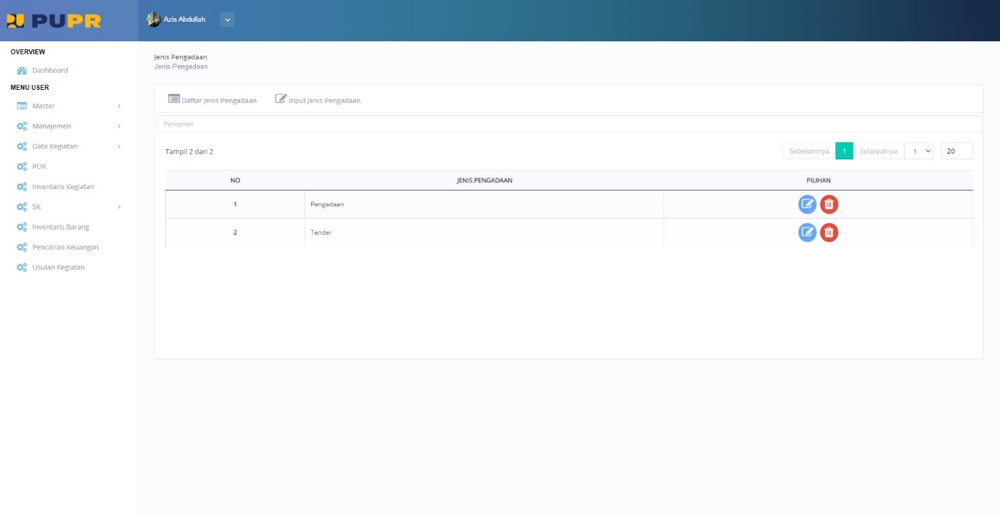 PUPR
Azis Abdullah
OVERVIEW
Dashboard
MENU USER
Master
Manajemen
Data Kegiatan
POK
Inventaris Kegiatan
SK
Inventaris Barang
Pencairan Keuangan
Usulan Kegiatan
Jenis Pengadaan
Jenis Pengadaan
Daftar Jenis Pengadaan Input Jenis Pengadaan
Pencarian
Tampil 2 dari 2 Sebelumnya 1 Selanjutnya 1 20
NO JENIS PENGADAAN PILIHAN
1 Pengadaan
2 Tender